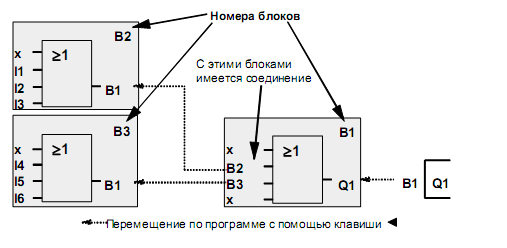 Номера блоков
B2
x
≥1
I1
I2
I3
B1
С этими блоками
имеется соединение
B3
x
≥1
I4
I5
I6
B1
B1
x
≥1
B2
B3
x
Q1
B1
Q1
Перемещение по программе с помощью клавиши ◄